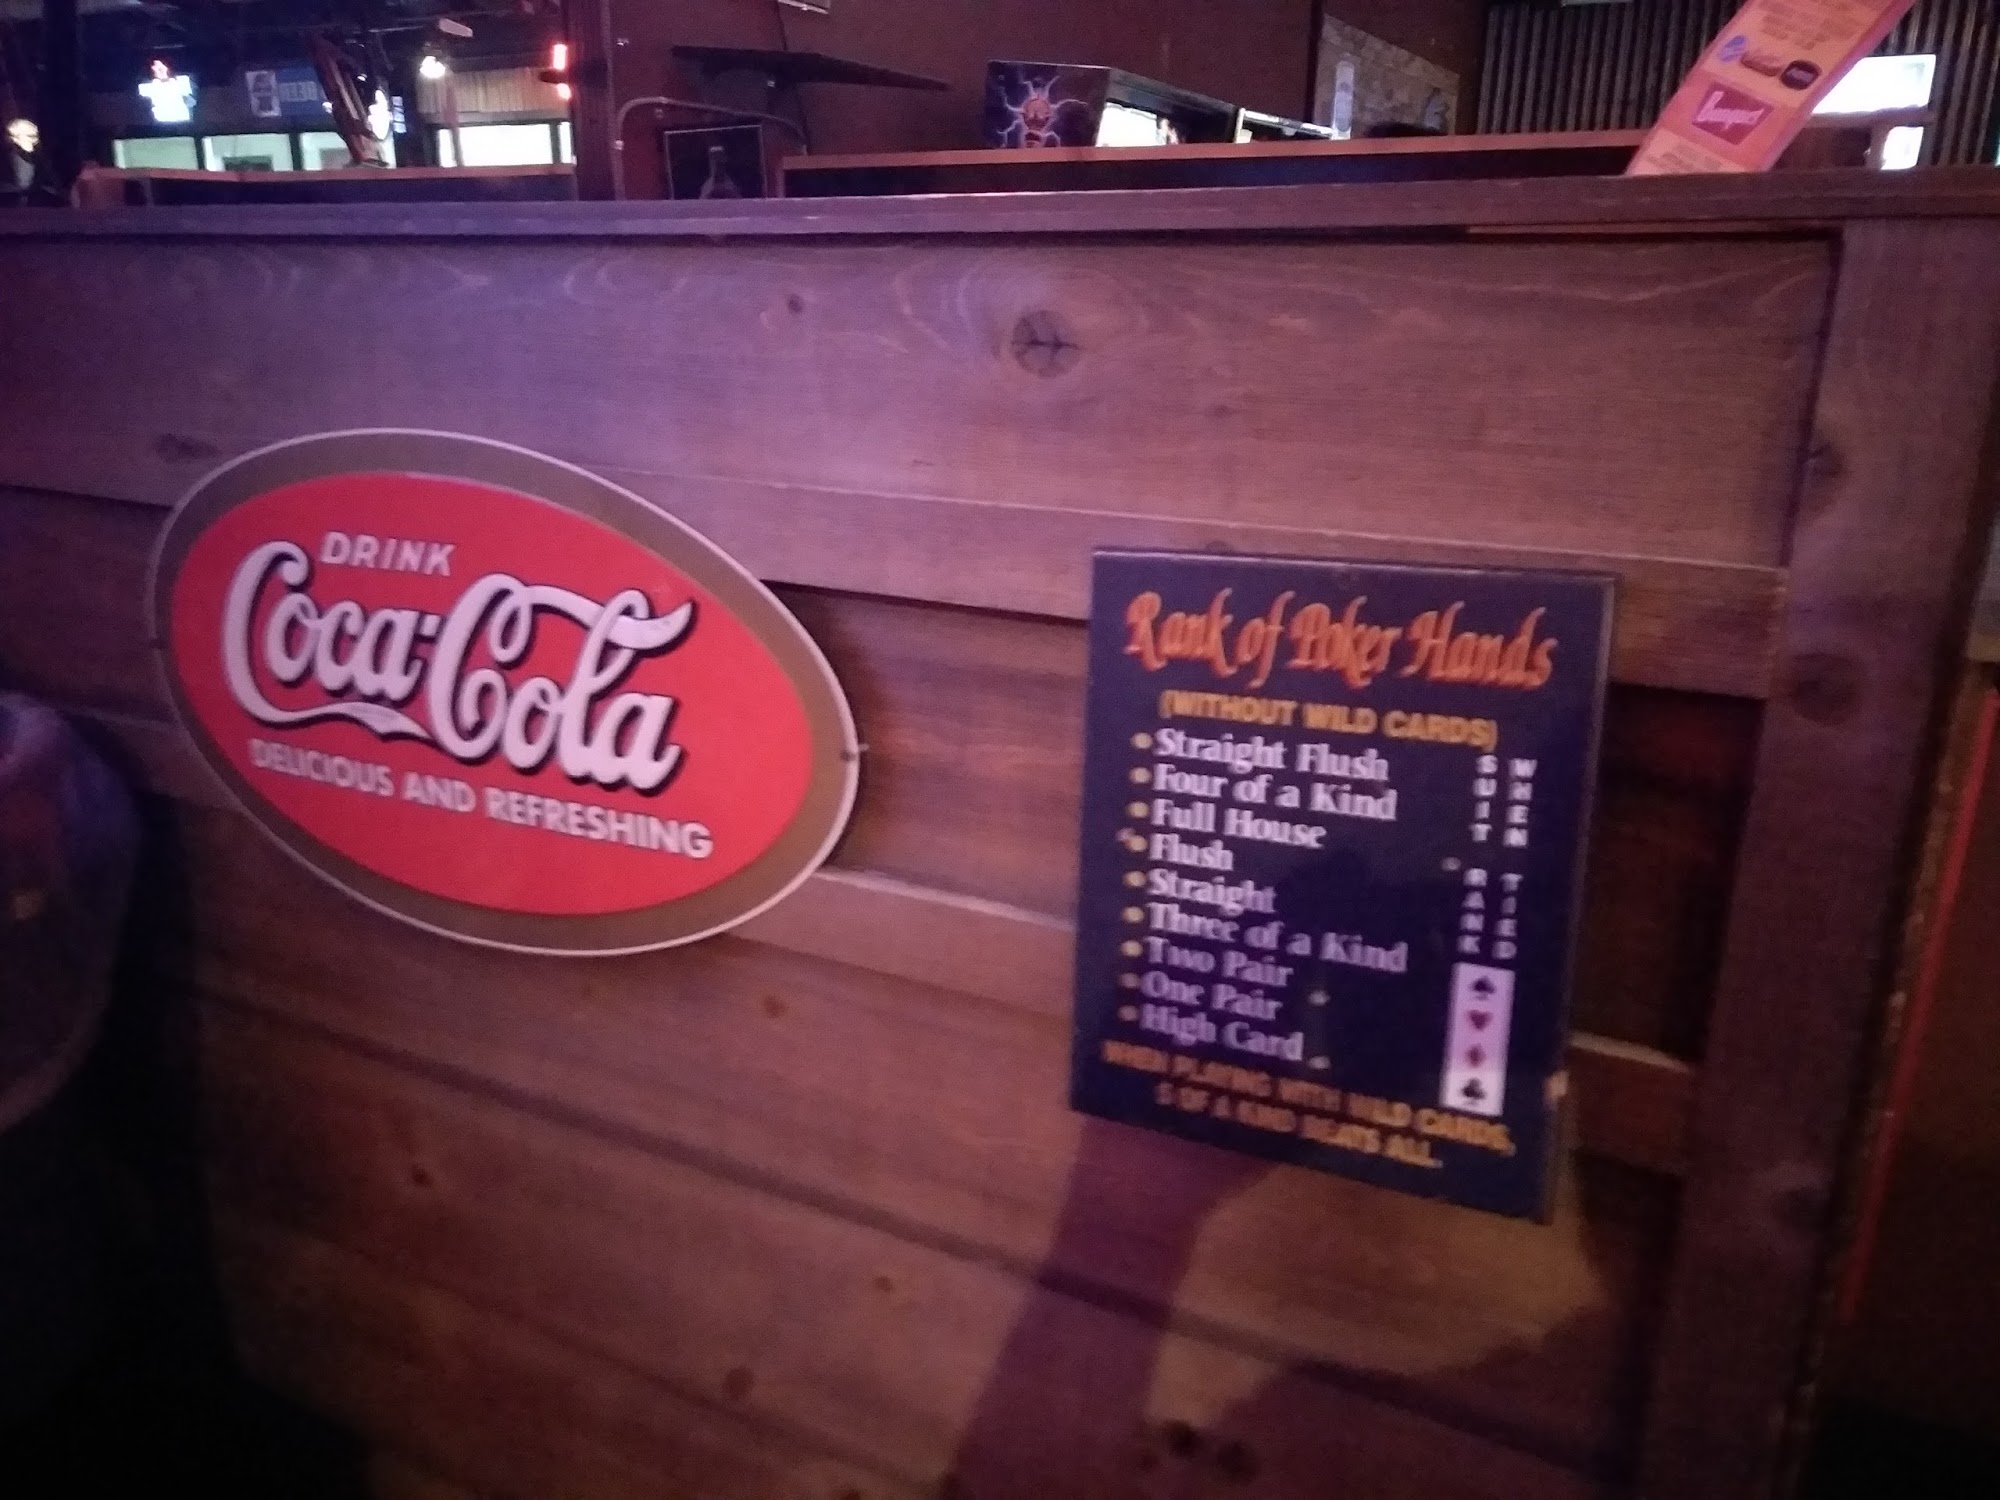 BEER
Banquet
DRINK
Coca-Cola
DELICIOUS AND REFRESHING
Rank of Poker Hands
(WITHOUT WILD CARDS)
• Straight Flush
• Four of a Kind
• Full House
• Flush
• Straight
• Three of a Kind
• Two Pair
• One Pair
• High Card
SUIT RANK
WHEN TIED
WHEN PLAYING WITH WILD CARDS,
5 OF A KIND BEATS ALL.